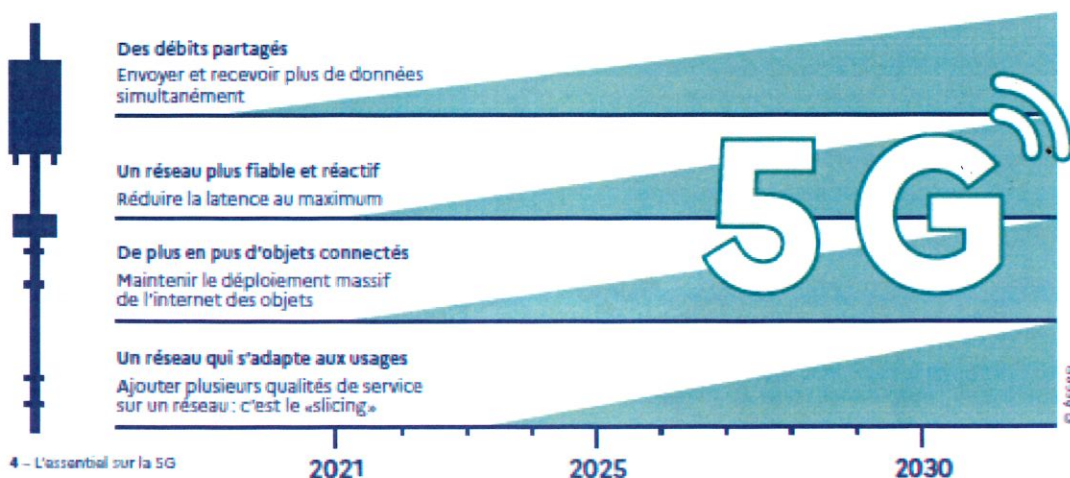 Des débits partagés
Envoyer et recevoir plus de données
simultanément
Un réseau plus fiable et réactif
Réduire la latence au maximum
De plus en pus d'objets connectés
Maintenir le déploiement massif
de l'internet des objets
Un réseau qui s'adapte aux usages
Ajouter plusieurs qualités de service
sur un réseau : c'est le «slicing»
5G
© Arcep
4 – L'essentiel sur la 5G
2021
2025
2030